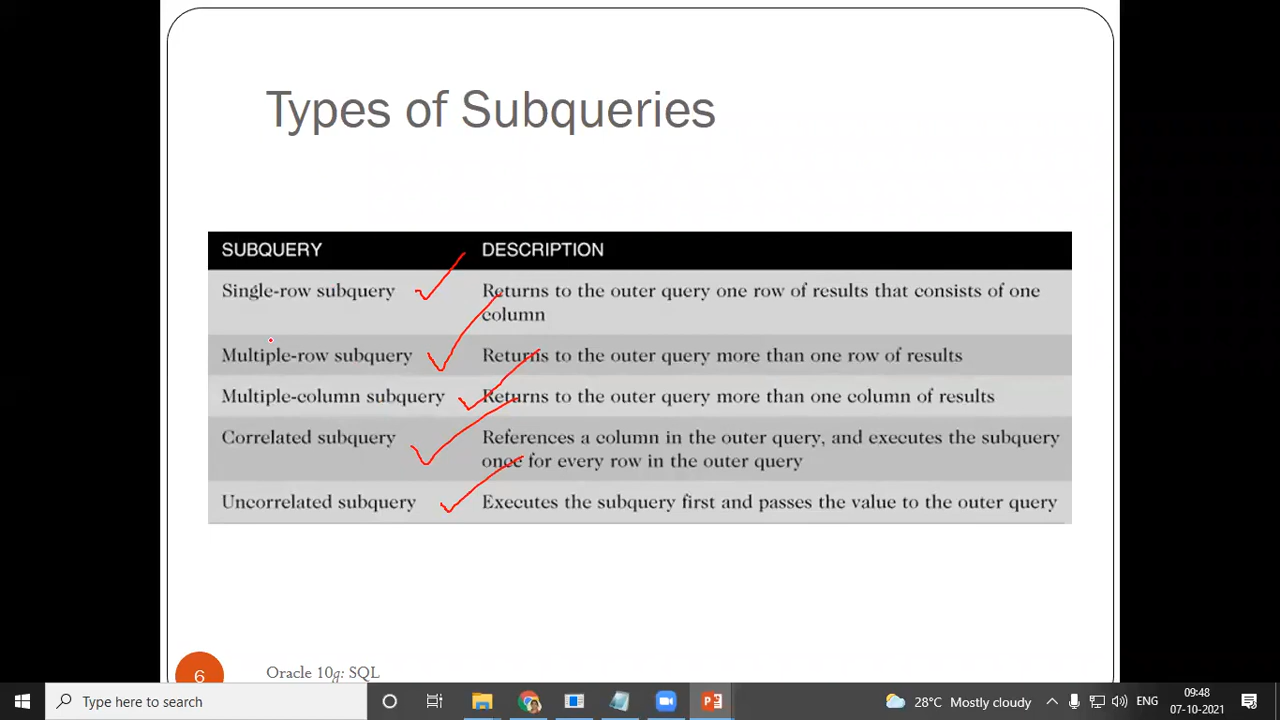 Types of Subqueries
SUBQUERY DESCRIPTION
Single-row subquery Returns to the outer query one row of results that consists of one
column
Multiple-row subquery Returns to the outer query more than one row of results
Multiple-column subquery Returns to the outer query more than one column of results
Correlated subquery References a column in the outer query, and executes the subquery
once for every row in the outer query
Uncorrelated subquery Executes the subquery first and passes the value to the outer query
6 Oracle 10g: SQL
Type here to search
28°C Mostly cloudy
ENG
09:48
07-10-2021